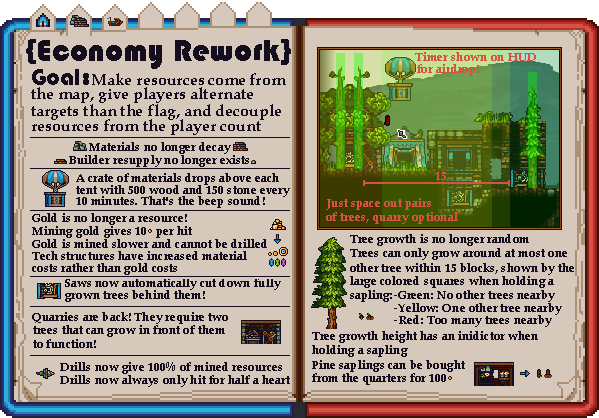 {Economy Rework}
Goal: Make resources come from
the map, give players alternate
targets than the flag, and decouple
resources from the player count
Materials no longer decay
Builder resupply no longer exists.
A crate of materials drops above each
tent with 500 wood and 150 stone every
10 minutes. That's the beep sound!
Gold is no longer a resource!
Mining gold gives 10 per hit
Gold is mined slower and cannot be drilled
Tech structures have increased material
costs rather than gold costs
Saws now automatically cut down fully
grown trees behind them!
Quarries are back! They require two
trees that can grow in front of them
to function!
Drills now give 100% of mined resources
Drills now always only hit for half a heart
Timer shown on HUD
for airdrop!
15
Just space out pairs
of trees, quarry optional
Tree growth is no longer random
Trees can only grow around at most one
other tree within 15 blocks, shown by the
large colored squares when holding a
sapling:-Green: No other trees nearby
-Yellow: One other tree nearby
-Red: Too many trees nearby
Tree growth height has an inidictor when
holding a sapling
Pine saplings can be bought
from the quarters for 100